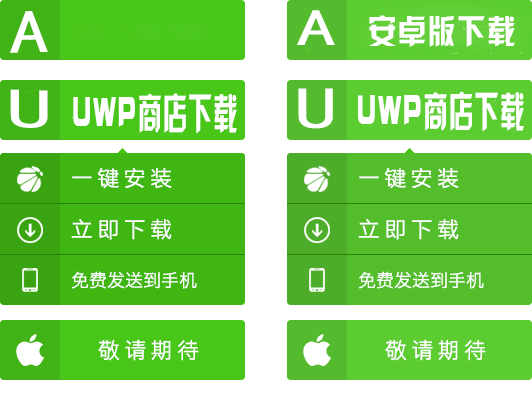 A
A 安卓版下载
U UWP商店下载
U UWP商店下载
一键安装
一键安装
立即下载
立即下载
免费发送到手机
免费发送到手机
敬请期待
敬请期待